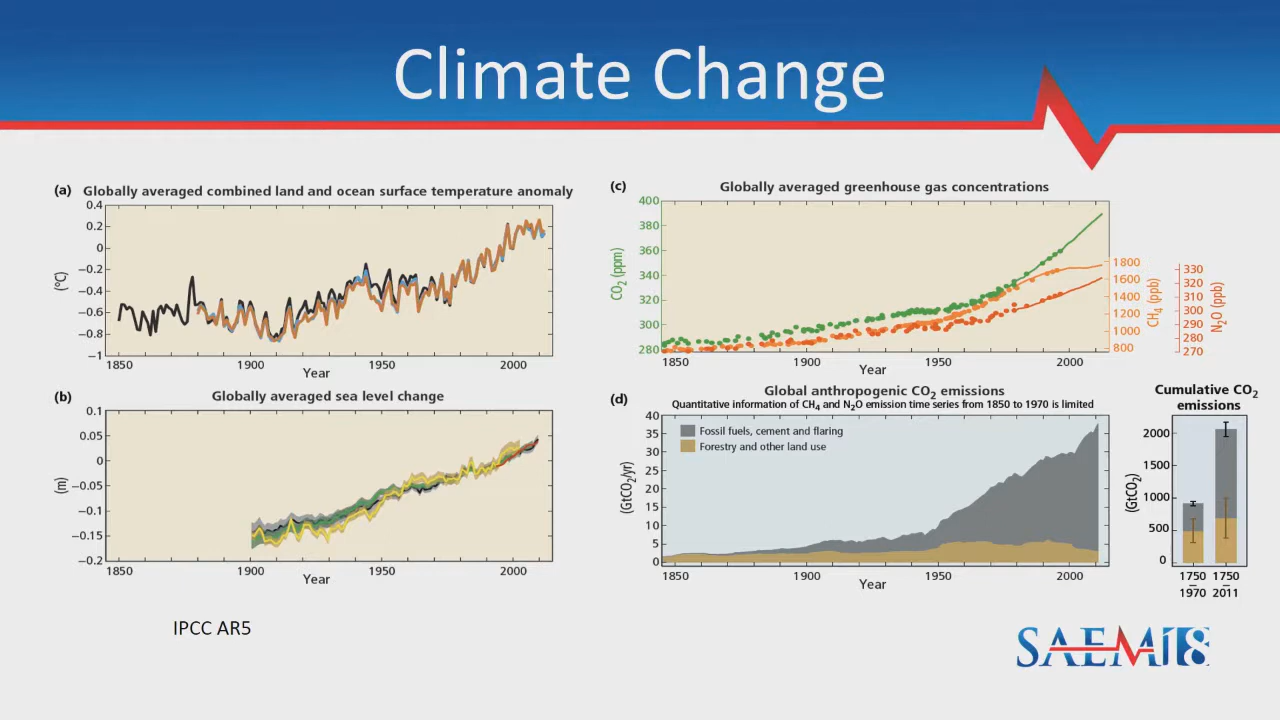 Climate Change
(a) Globally averaged combined land and ocean surface temperature anomaly
0.4
0.2
0
−0.2
−0.4
−0.6
−0.8
−1
(°C)
1850 1900 1950 2000
Year
(b) Globally averaged sea level change
0.1
0.05
0
−0.05
−0.1
−0.15
−0.2
(m)
1850 1900 1950 2000
Year
(c) Globally averaged greenhouse gas concentrations
400
380
360
340
320
300
280
CO2 (ppm)
1800
1600
1400
1200
1000
800
CH4 (ppb)
330
320
310
300
290
280
270
N2O (ppb)
1850 1900 1950 2000
Year
(d) Global anthropogenic CO2 emissions
Quantitative information of CH4 and N2O emission time series from 1850 to 1970 is limited
40
35
30
25
20
15
10
5
0
(GtCO2/yr)
Fossil fuels, cement and flaring
Forestry and other land use
1850 1900 1950 2000
Year
Cumulative CO2
emissions
2000
1500
1000
500
0
(GtCO2)
1750 1750
– –
1970 2011
IPCC AR5
SAEM18